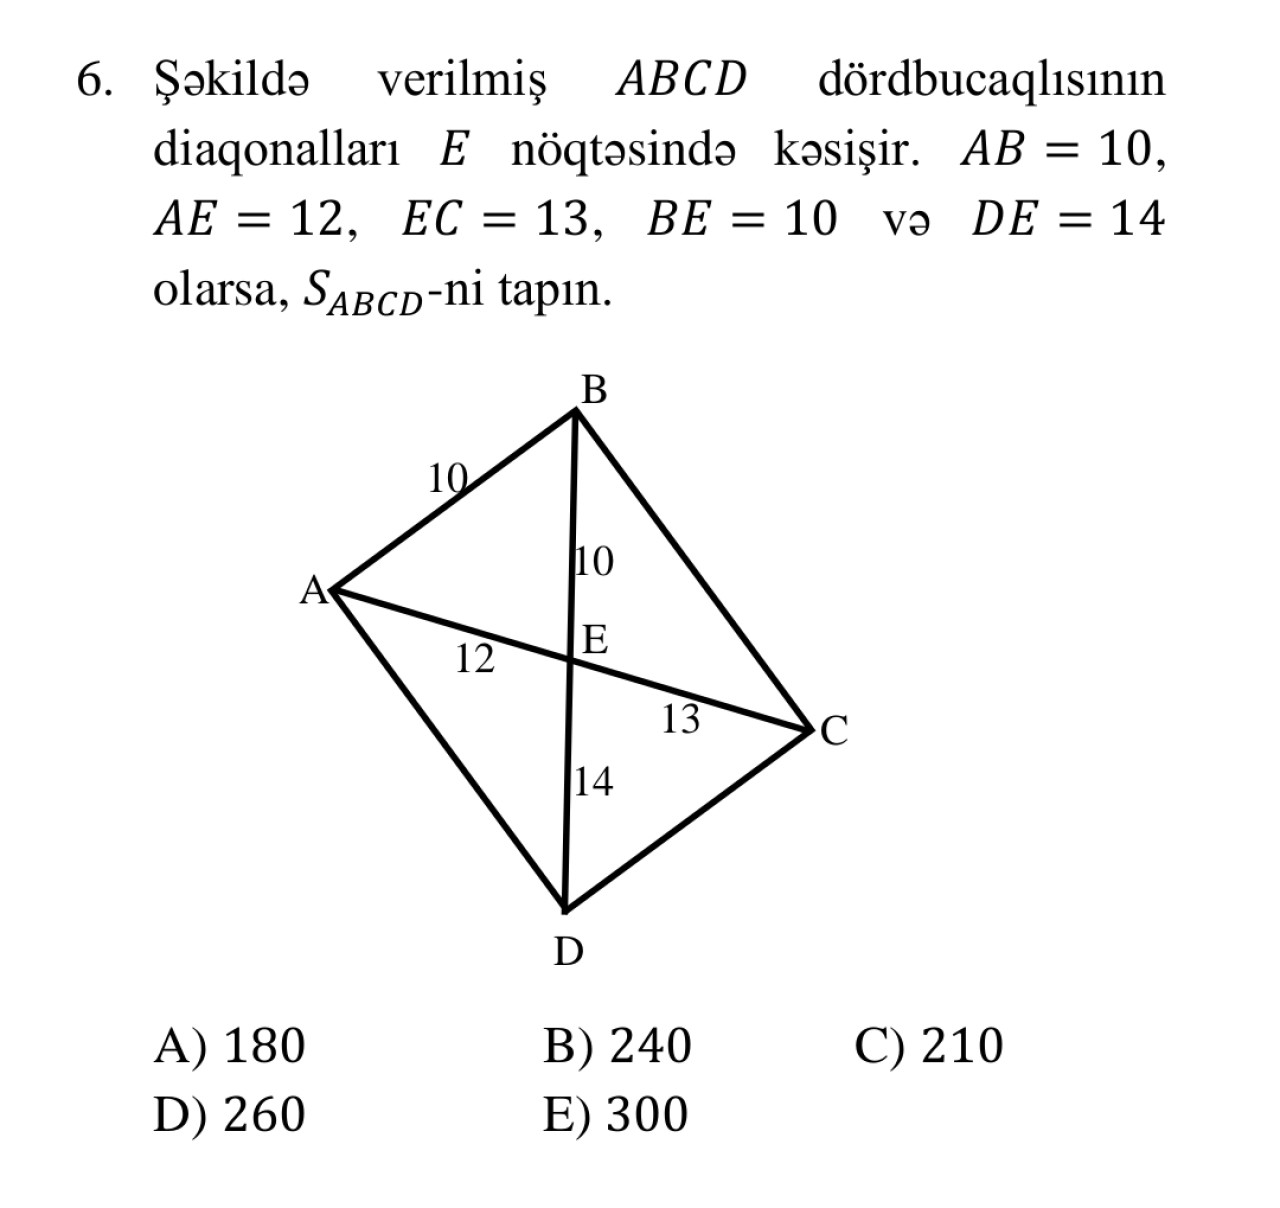 6. Şəkildə verilmiş ABCD dördbucaqlısının
diaqonalları E nöqtəsində kəsişir. AB = 10,
AE = 12, EC = 13, BE = 10 və DE = 14
olarsa, S_ABCD-ni tapın.
B
10
10
A
E
12
13
C
14
D
A) 180 B) 240 C) 210
D) 260 E) 300